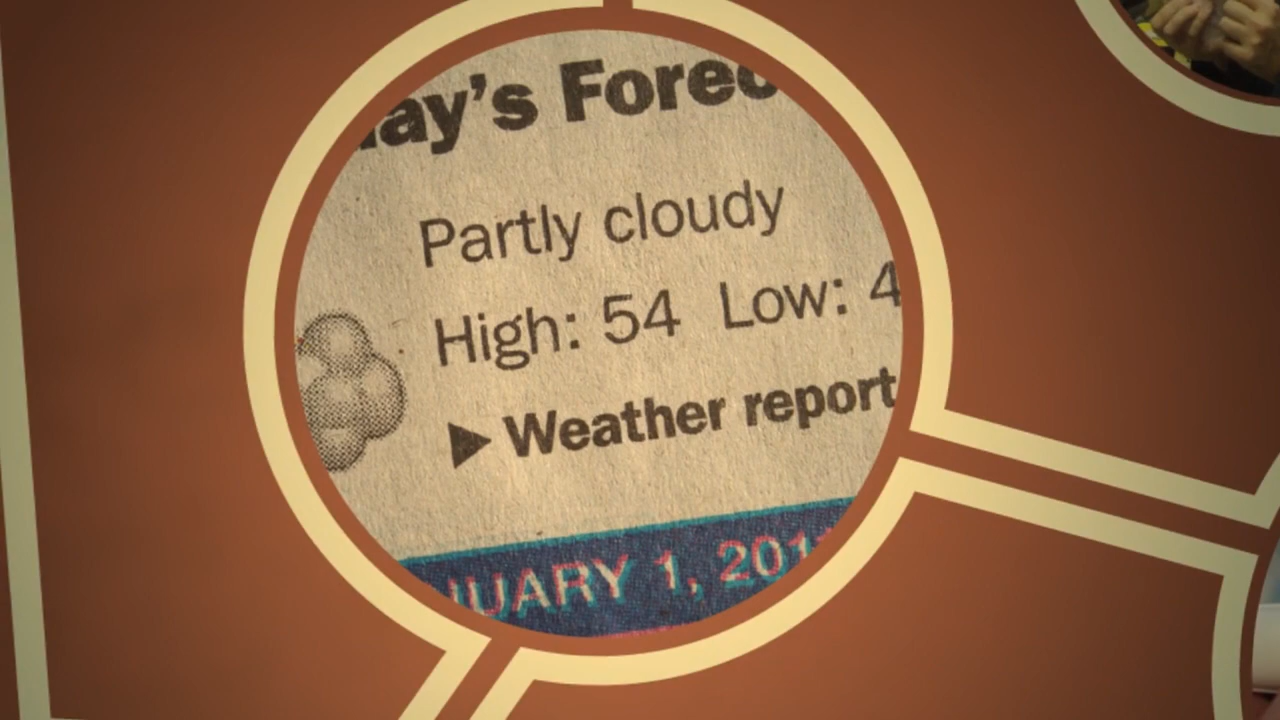 ay's Forec
Partly cloudy
High: 54 Low: 4
▶ Weather report
UARY 1, 201